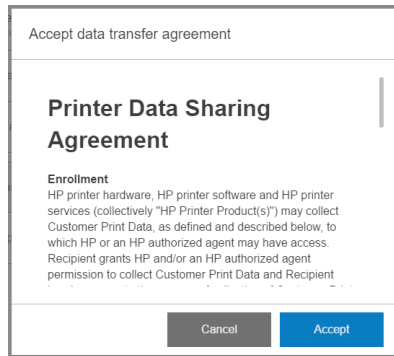 Accept data transfer agreement
Printer Data Sharing
Agreement
Enrollment
HP printer hardware, HP printer software and HP printer
services (collectively "HP Printer Product(s)") may collect
Customer Print Data, as defined and described below, to
which HP or an HP authorized agent may have access.
Recipient grants HP and/or an HP authorized agent
permission to collect Customer Print Data and Recipient
Cancel
Accept